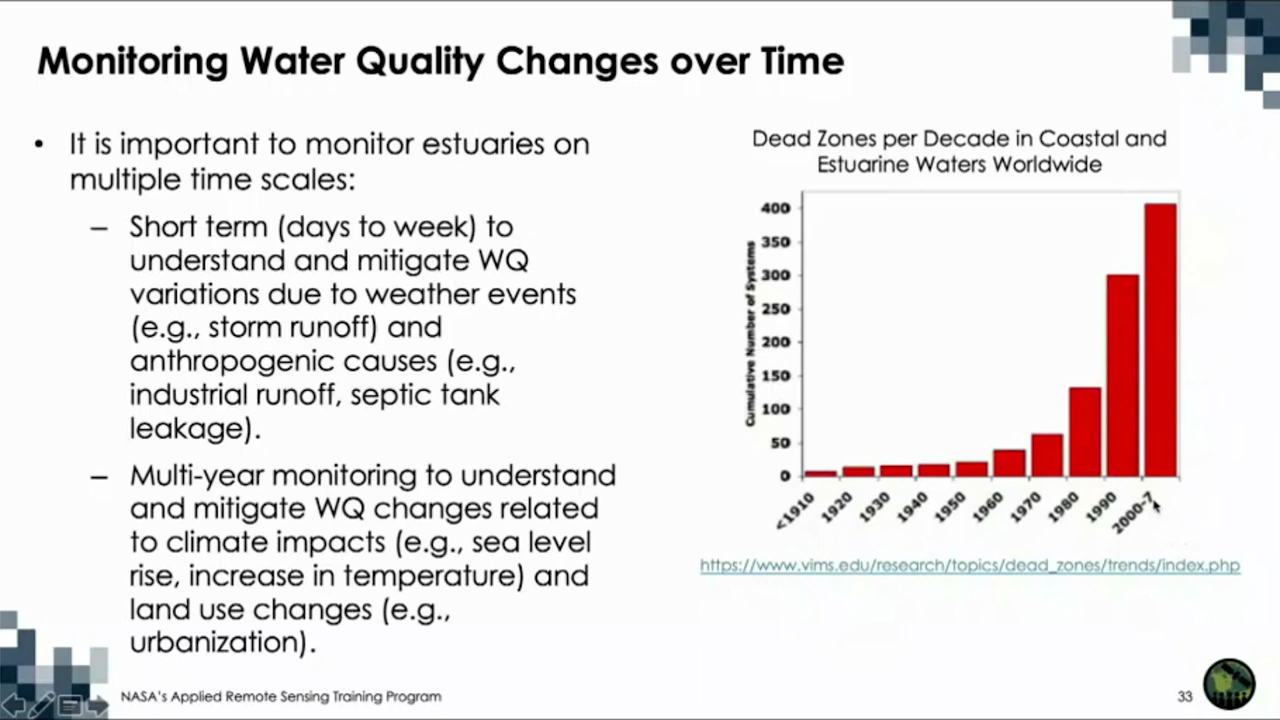 Monitoring Water Quality Changes over Time
• It is important to monitor estuaries on
multiple time scales:
– Short term (days to week) to
understand and mitigate WQ
variations due to weather events
(e.g., storm runoff) and
anthropogenic causes (e.g.,
industrial runoff, septic tank
leakage).
– Multi-year monitoring to understand
and mitigate WQ changes related
to climate impacts (e.g., sea level
rise, increase in temperature) and
land use changes (e.g.,
urbanization).
Dead Zones per Decade in Coastal and
Estuarine Waters Worldwide
Cumulative Number of Systems
400
350
300
250
200
150
100
50
0
<1910
1920
1930
1940
1950
1960
1970
1980
1990
2000-7
https://www.vims.edu/research/topics/dead_zones/trends/index.php
NASA's Applied Remote Sensing Training Program
33